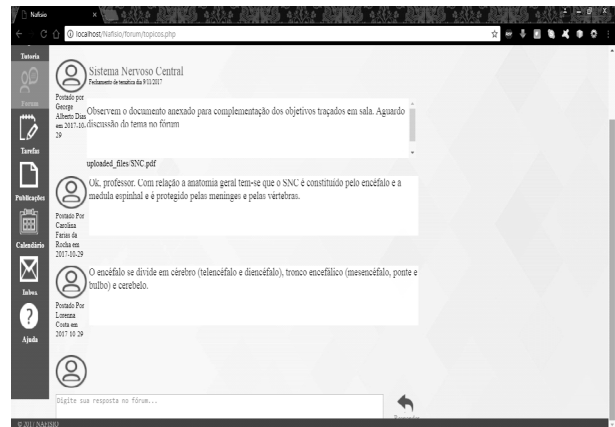 Nafisio
localhost/Nafisio/forum/topicos.php
Tutoria
Forum
Tarefas
Publicações
Calendário
Inbox
Ajuda
Sistema Nervoso Central
Fechamento de temática dia 9/11/2017
Postado por
George
Alberto Dias
em 2017-10-
29
Observem o documento anexado para complementação dos objetivos traçados em sala. Aguardo
discussão do tema no fórum
uploaded_files/SNC.pdf
Ok, professor. Com relação a anatomia geral tem-se que o SNC é constituído pelo encéfalo e a
medula espinhal e é protegido pelas meninges e pelas vértebras.
Postado Por
Carolina
Farias da
Rocha em
2017-10-29
O encéfalo se divide em cérebro (telencéfalo e diencéfalo), tronco encefálico (mesencéfalo, ponte e
bulbo) e cerebelo.
Postado Por
Lorenna
Costa em
2017-10-29
Digite sua resposta no fórum...
© 2017 NAFISIO